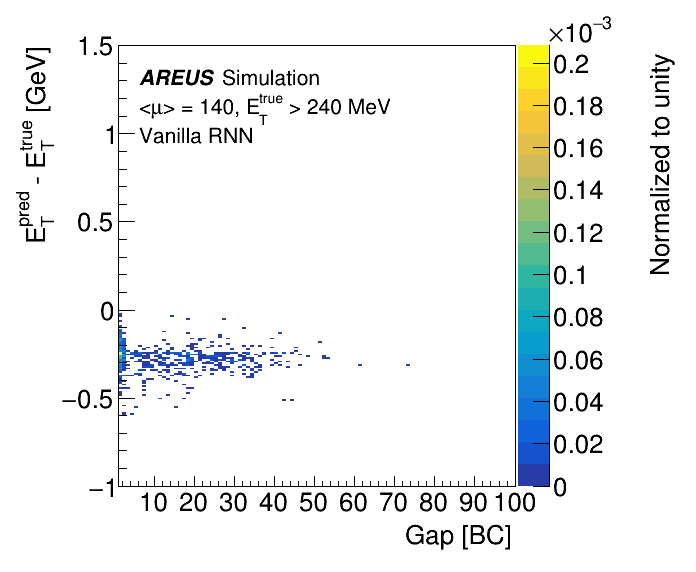 ×10⁻³
1.5
1
0.5
0
−0.5
−1
E_T^pred - E_T^true [GeV]
AREUS Simulation
<μ> = 140, E_T^true > 240 MeV
Vanilla RNN
10 20 30 40 50 60 70 80 90 100
Gap [BC]
0.2
0.18
0.16
0.14
0.12
0.1
0.08
0.06
0.04
0.02
0
Normalized to unity